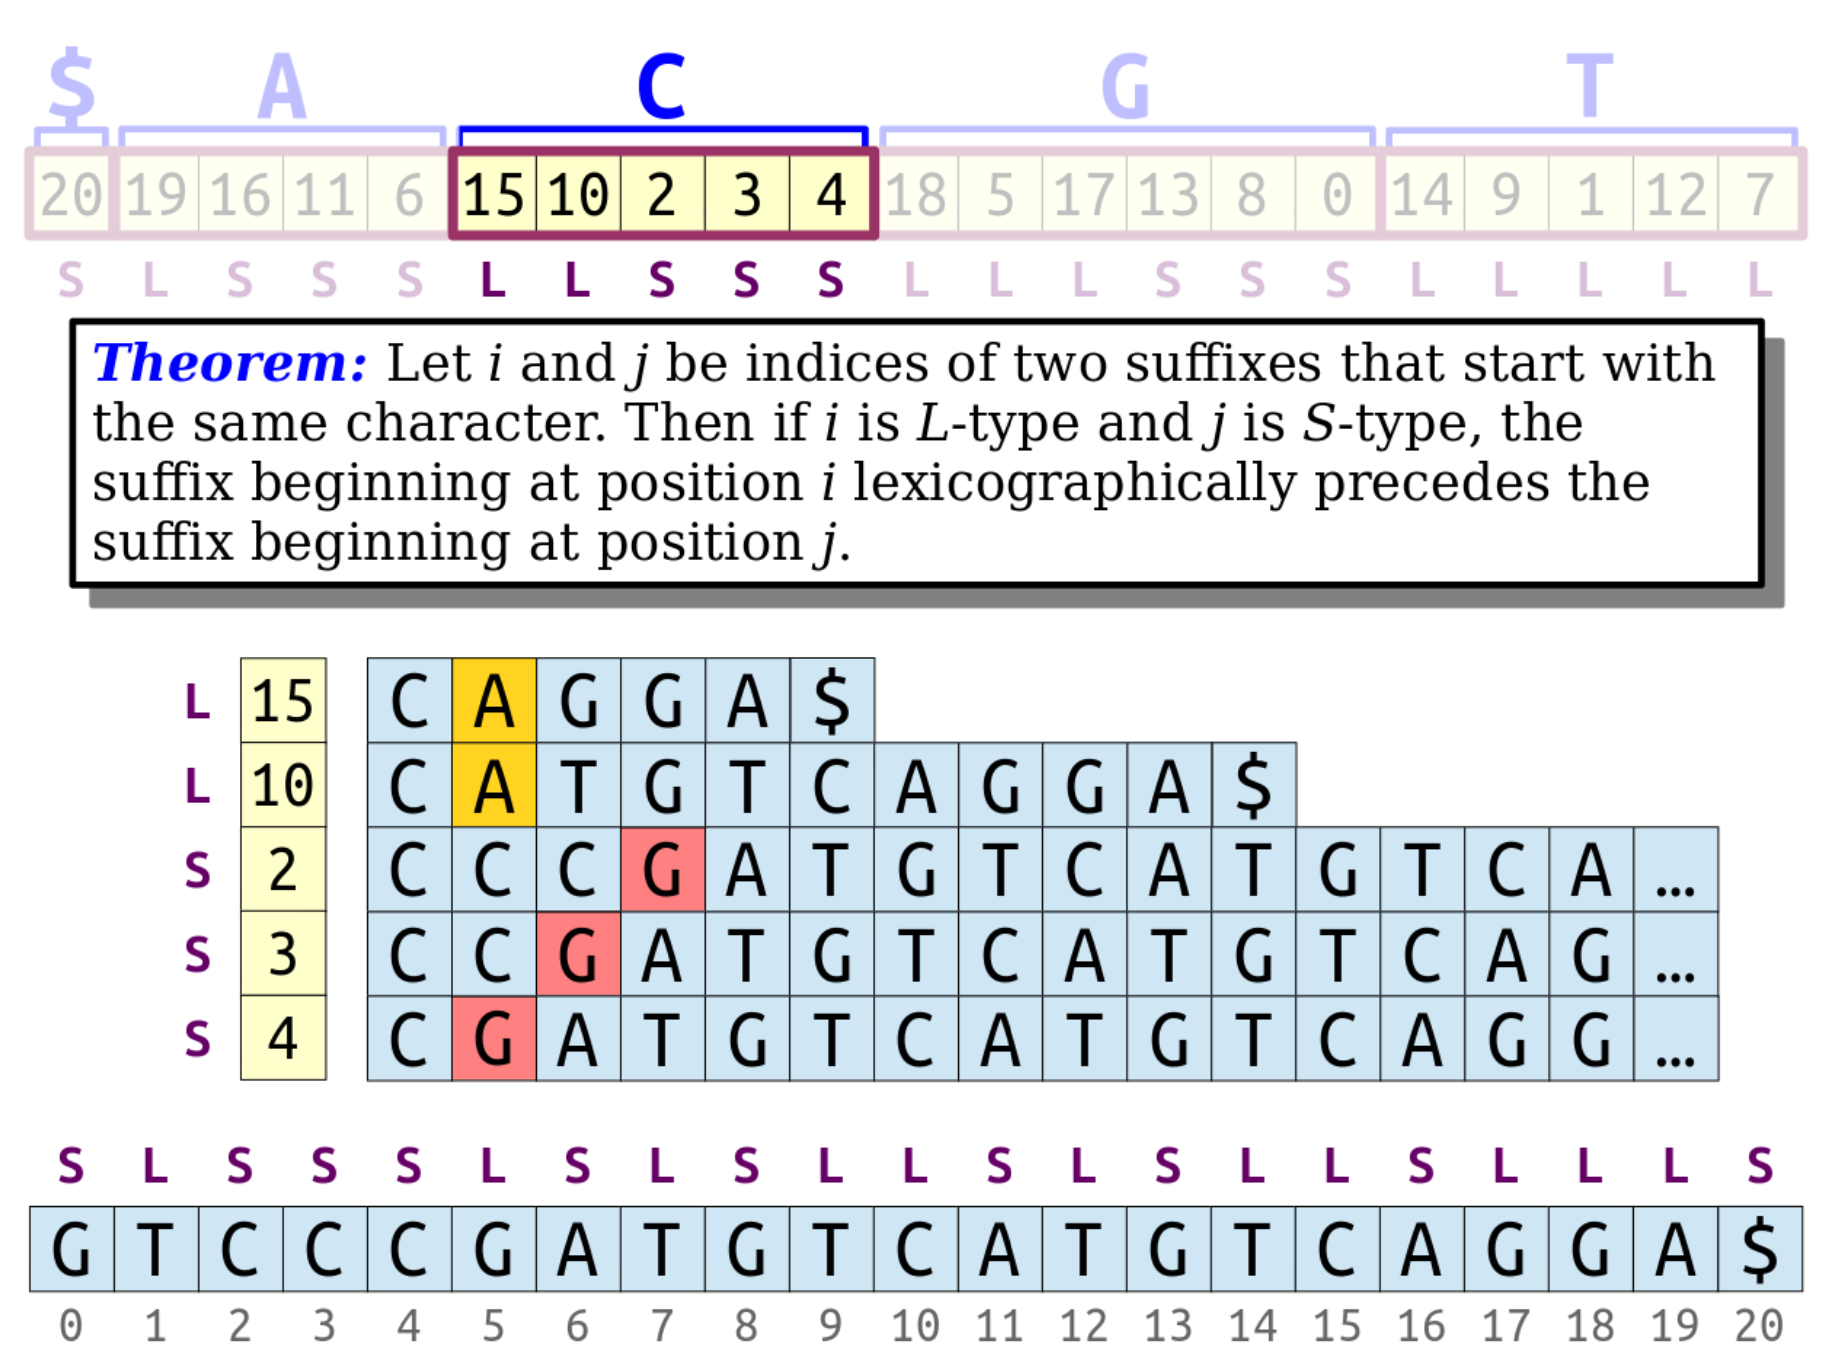 $ A C G T
20 19 16 11 6 15 10 2 3 4 18 5 17 13 8 0 14 9 1 12 7
S L S S S L L S S S L L L S S S L L L L L
Theorem: Let i and j be indices of two suffixes that start with
the same character. Then if i is L-type and j is S-type, the
suffix beginning at position i lexicographically precedes the
suffix beginning at position j.
L 15 C A G G A $
L 10 C A T G T C A G G A $
S 2 C C C G A T G T C A T G T C A ...
S 3 C C G A T G T C A T G T C A G ...
S 4 C G A T G T C A T G T C A G G ...
S L S S S L S L S L L S L S L L S L L L S
G T C C C G A T G T C A T G T C A G G A $
0 1 2 3 4 5 6 7 8 9 10 11 12 13 14 15 16 17 18 19 20